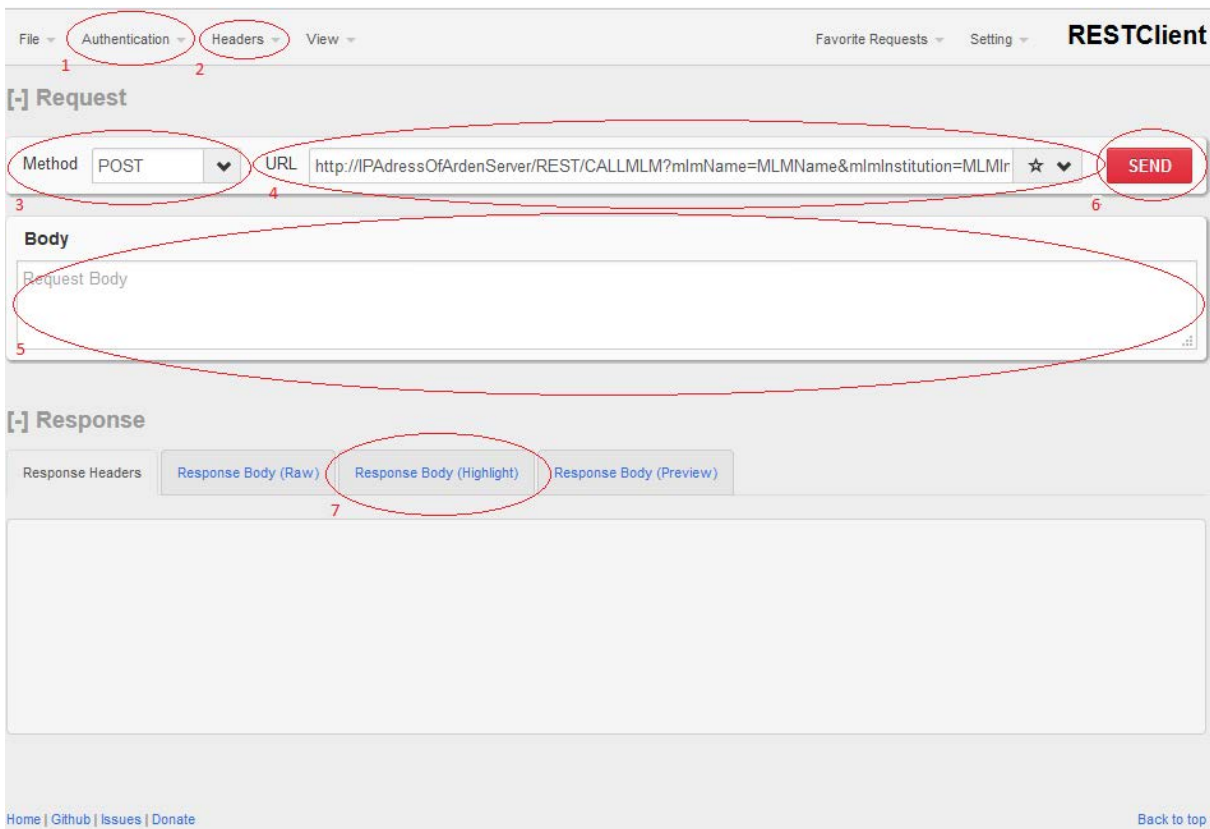 File Authentication Headers View Favorite Requests Setting RESTClient
1 2
[-] Request
Method POST URL http://IPAdressOfArdenServer/REST/CALLMLM?mlmName=MLMName&mlmInstitution=MLMIn SEND
3 4 6
Body
Request Body
5
[-] Response
Response Headers Response Body (Raw) Response Body (Highlight) Response Body (Preview)
7
Home | Github | Issues | Donate Back to top